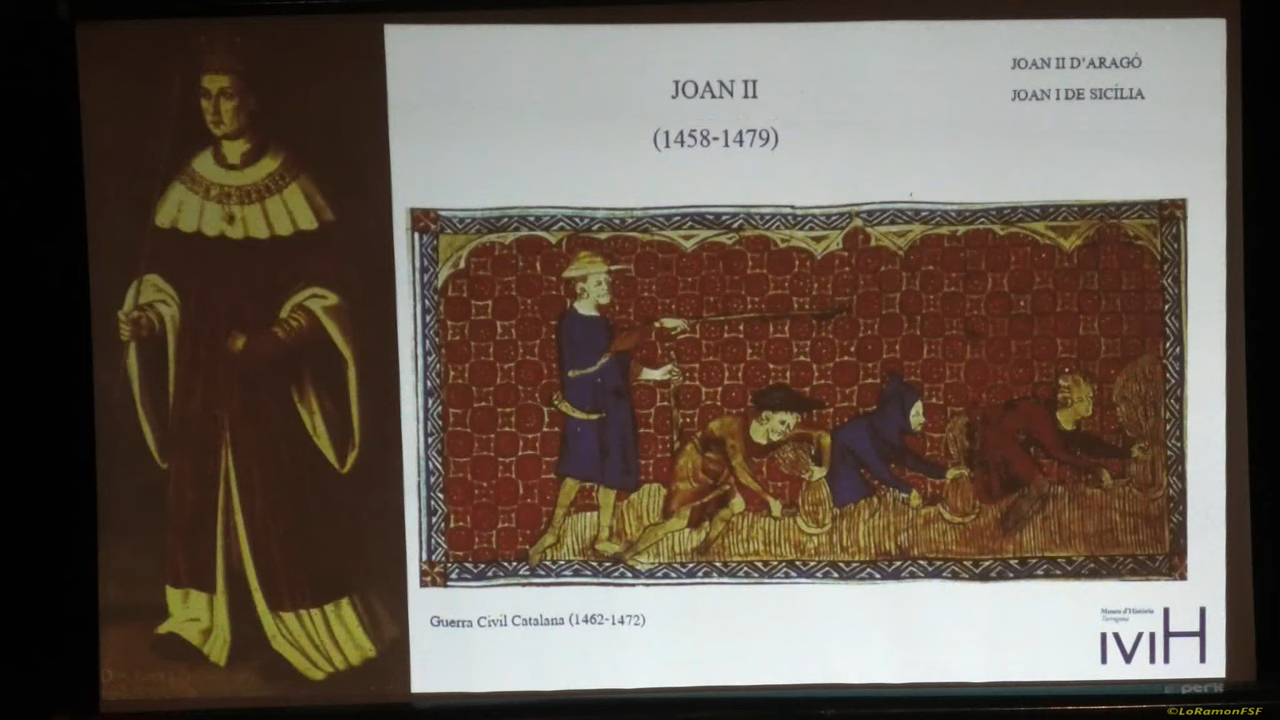 JOAN II
(1458-1479)
JOAN II D'ARAGÓ
JOAN I DE SICÍLIA
Guerra Civil Catalana (1462-1472)
Museu d'Història
Tarragona
©LoRamonFSF